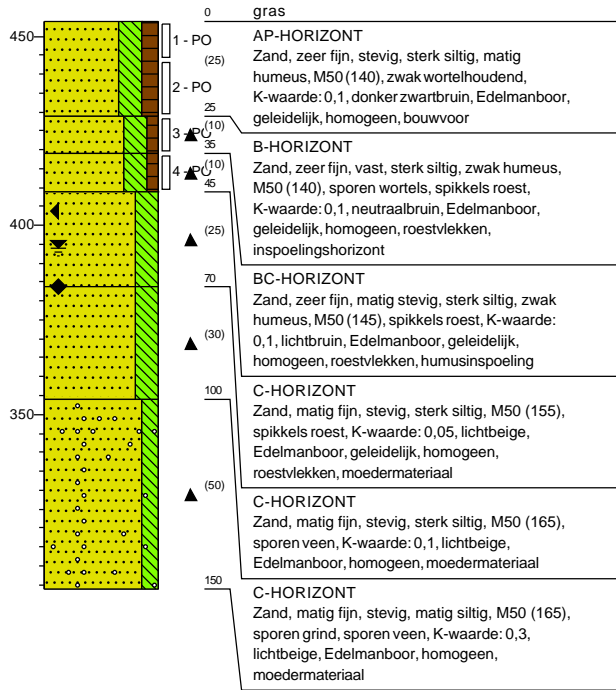 0
gras
450
1 - PO
(25)
2 - PO
25
3 - PO
(10)
35
4 - PO
(10)
45
400
(25)
70
(30)
100
350
(50)
150
AP-HORIZONT
Zand, zeer fijn, stevig, sterk siltig, matig
humeus, M50 (140), zwak wortelhoudend,
K-waarde: 0,1, donker zwartbruin, Edelmanboor,
geleidelijk, homogeen, bouwvoor
B-HORIZONT
Zand, zeer fijn, vast, sterk siltig, zwak humeus,
M50 (140), sporen wortels, spikkels roest,
K-waarde: 0,1, neutraalbruin, Edelmanboor,
geleidelijk, homogeen, roestvlekken,
inspoelingshorizont
BC-HORIZONT
Zand, zeer fijn, matig stevig, sterk siltig, zwak
humeus, M50 (145), spikkels roest, K-waarde:
0,1, lichtbruin, Edelmanboor, geleidelijk,
homogeen, roestvlekken, humusinspoeling
C-HORIZONT
Zand, matig fijn, stevig, sterk siltig, M50 (155),
spikkels roest, K-waarde: 0,05, lichtbeige,
Edelmanboor, geleidelijk, homogeen,
roestvlekken, moedermateriaal
C-HORIZONT
Zand, matig fijn, stevig, sterk siltig, M50 (165),
sporen veen, K-waarde: 0,1, lichtbeige,
Edelmanboor, homogeen, moedermateriaal
C-HORIZONT
Zand, matig fijn, stevig, matig siltig, M50 (165),
sporen grind, sporen veen, K-waarde: 0,3,
lichtbeige, Edelmanboor, homogeen,
moedermateriaal